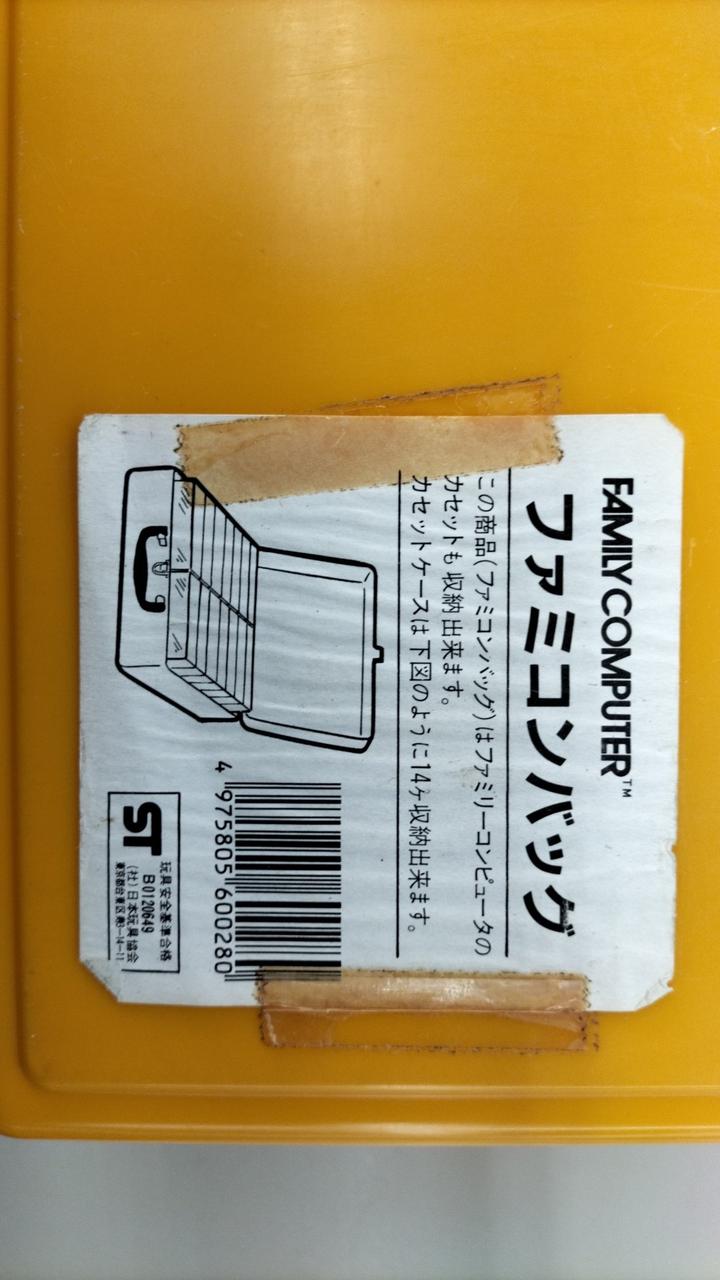 FAMILY COMPUTER™
ファミコンバッグ
この商品(ファミコンバッグ)はファミリーコンピュータの
カセットも収納出来ます。
カセットケースは下図のように14ヶ収納出来ます。
4 975805 600280
ST
玩具安全基準合格
B0120649
(社)日本玩具協会